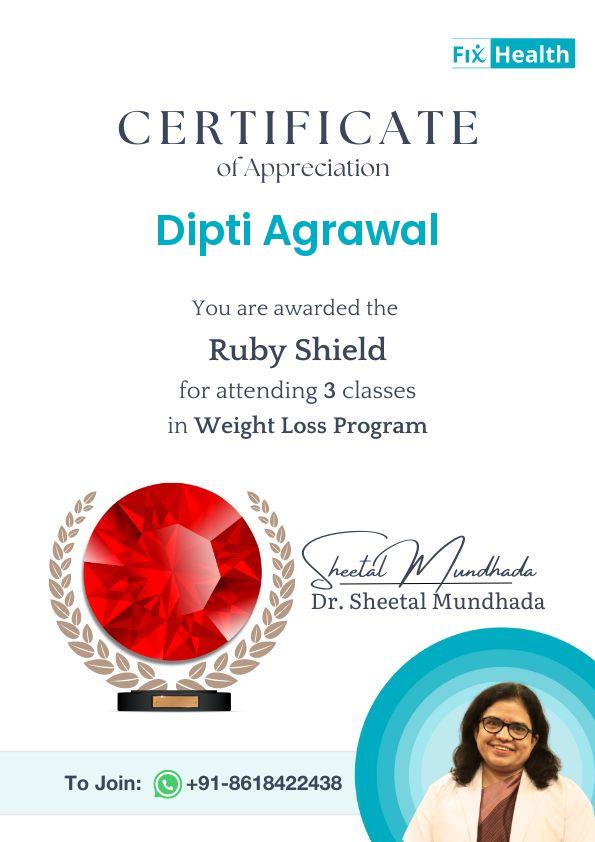 Fix Health
CERTIFICATE
of Appreciation
Dipti Agrawal
You are awarded the
Ruby Shield
for attending 3 classes
in Weight Loss Program
Sheetal Mundhada
Dr. Sheetal Mundhada
To Join: +91-8618422438